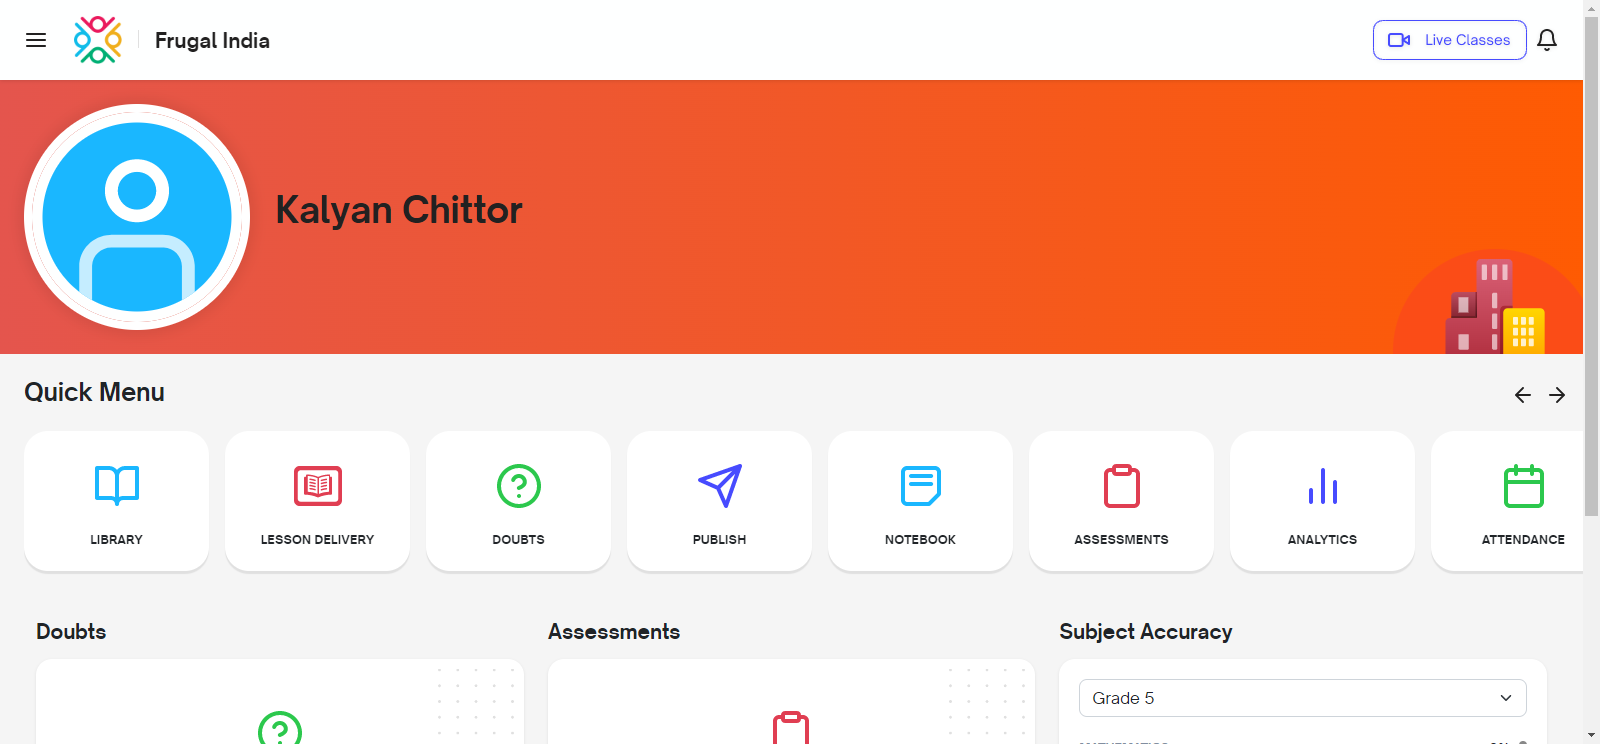 Frugal India
Live Classes
Kalyan Chittor
Quick Menu
LIBRARY
LESSON DELIVERY
DOUBTS
PUBLISH
NOTEBOOK
ASSESSMENTS
ANALYTICS
ATTENDANCE
Doubts
Assessments
Subject Accuracy
Grade 5